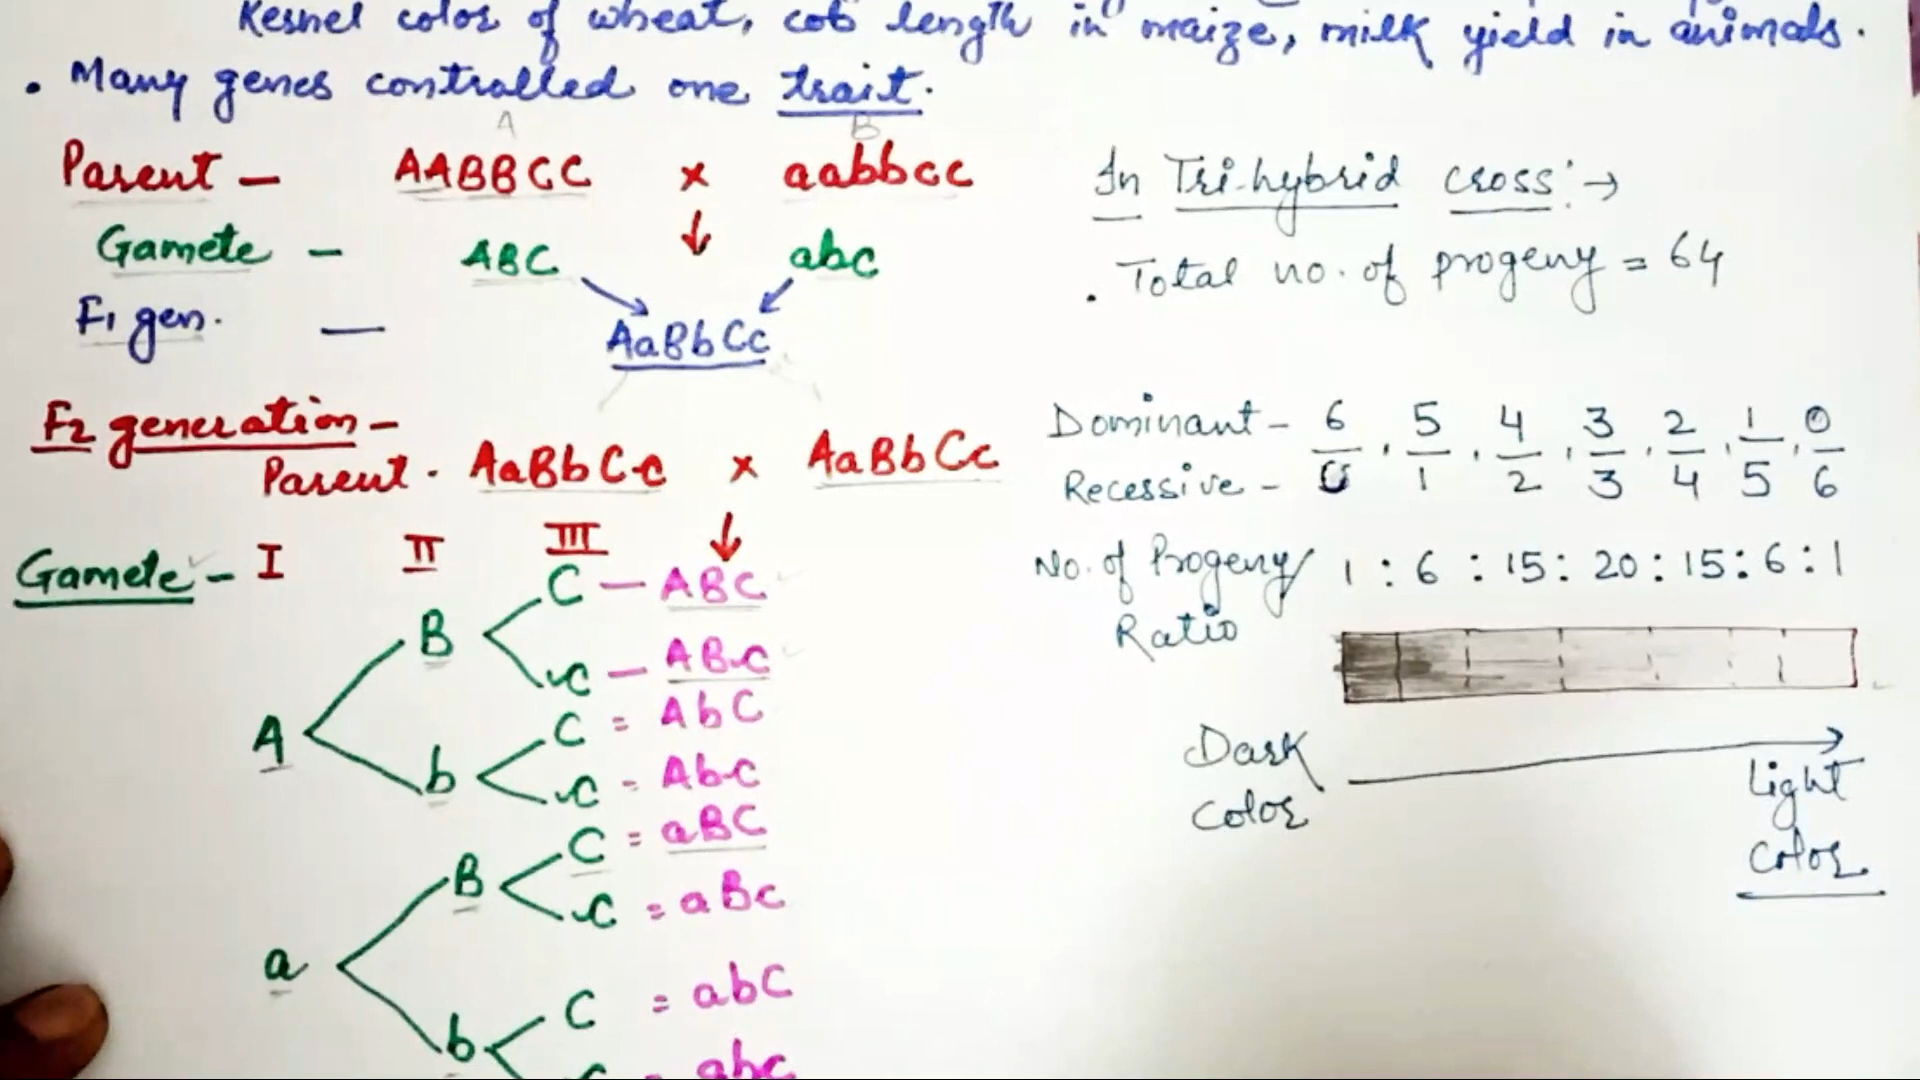 Kernel color of wheat, cob length in maize, milk yield in animals.
. Many genes controlled one trait.
A B
Parent - AABBCC x aabbcc
Gamete - ABC abc
F1 gen. — AaBbCc
F2 generation -
Parent . AaBbCc x AaBbCc
Gamete - I II III
C - ABC
B
c - ABc
A
C = AbC
b
c - Abc
C = aBC
B
c = aBc
a
C = abC
b
c = abc
In Tri-hybrid cross :→
. Total no. of progeny = 64
Dominant - 6 , 5 , 4 , 3 , 2 , 1 , 0
Recessive - 0 1 2 3 4 5 6
No. of Progeny/ 1 : 6 : 15 : 20 : 15 : 6 : 1
Ratio
Dark
color
Light
color